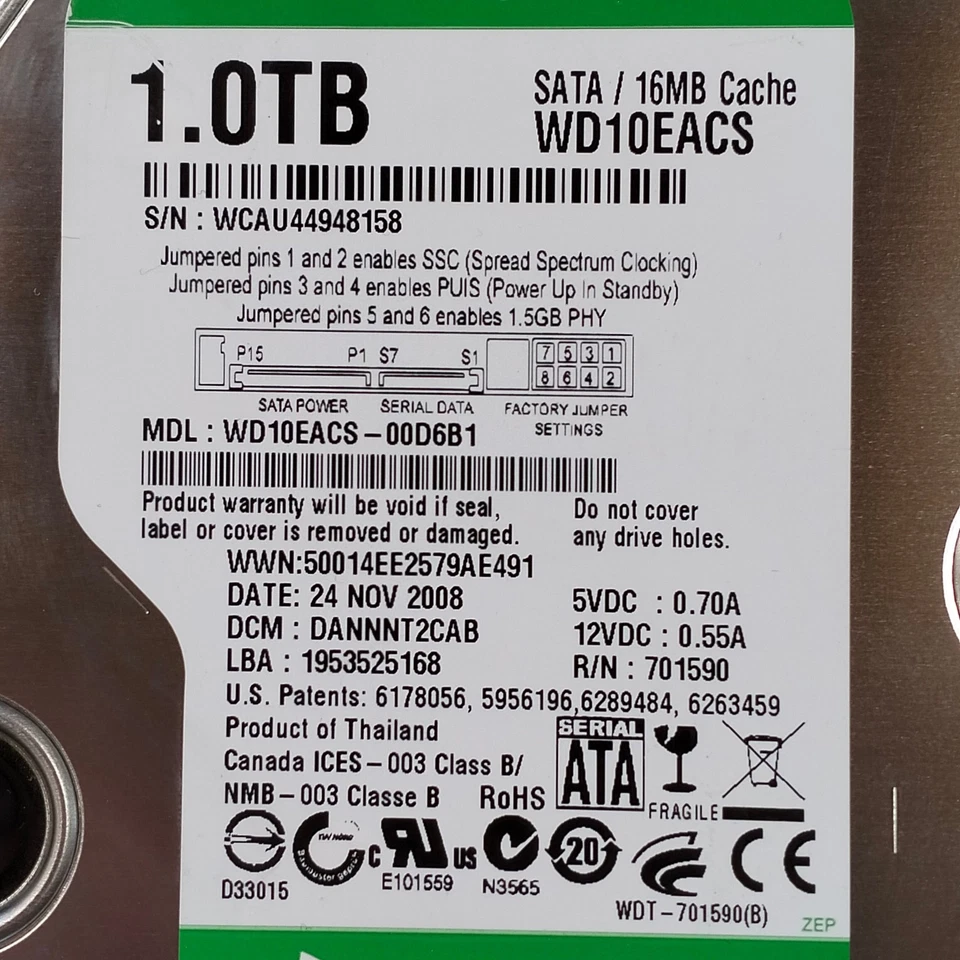 1.0TB
SATA / 16MB Cache
WD10EACS
S/N : WCAU44948158
Jumpered pins 1 and 2 enables SSC (Spread Spectrum Clocking)
Jumpered pins 3 and 4 enables PUIS (Power Up In Standby)
Jumpered pins 5 and 6 enables 1.5GB PHY
P15 P1 S7 S1 7 5 3 1
8 6 4 2
SATA POWER SERIAL DATA FACTORY JUMPER
SETTINGS
MDL : WD10EACS-00D6B1
Product warranty will be void if seal,
label or cover is removed or damaged.
Do not cover
any drive holes.
WWN:50014EE2579AE491
DATE: 24 NOV 2008
DCM : DANNNT2CAB
LBA : 1953525168
5VDC : 0.70A
12VDC : 0.55A
R/N : 701590
U.S. Patents: 6178056, 5956196,6289484, 6263459
Product of Thailand
Canada ICES-003 Class B/
NMB-003 Classe B
RoHS
SERIAL
ATA
FRAGILE
D33015
c UL US
E101559
N3565
20
CE
WDT-701590(B)
ZEP